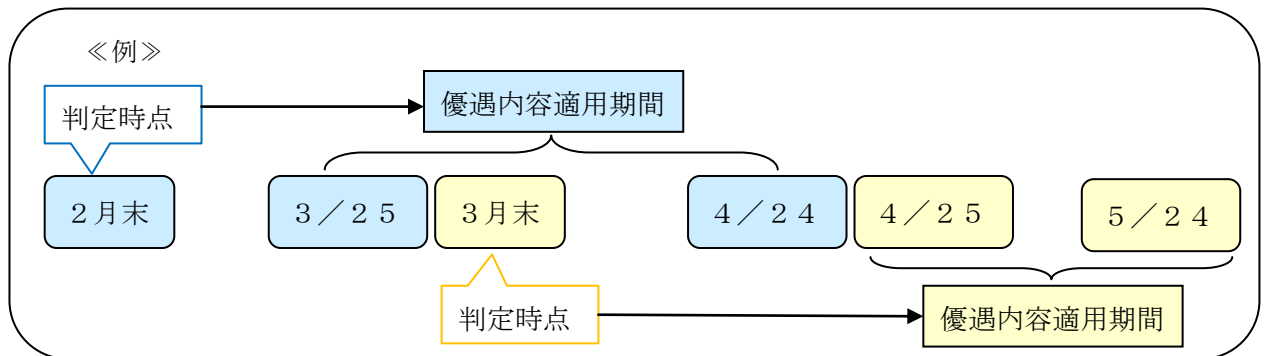 ≪例≫
判定時点
優遇内容適用期間
２月末
３／２５
３月末
４／２４
４／２５
５／２４
判定時点
優遇内容適用期間